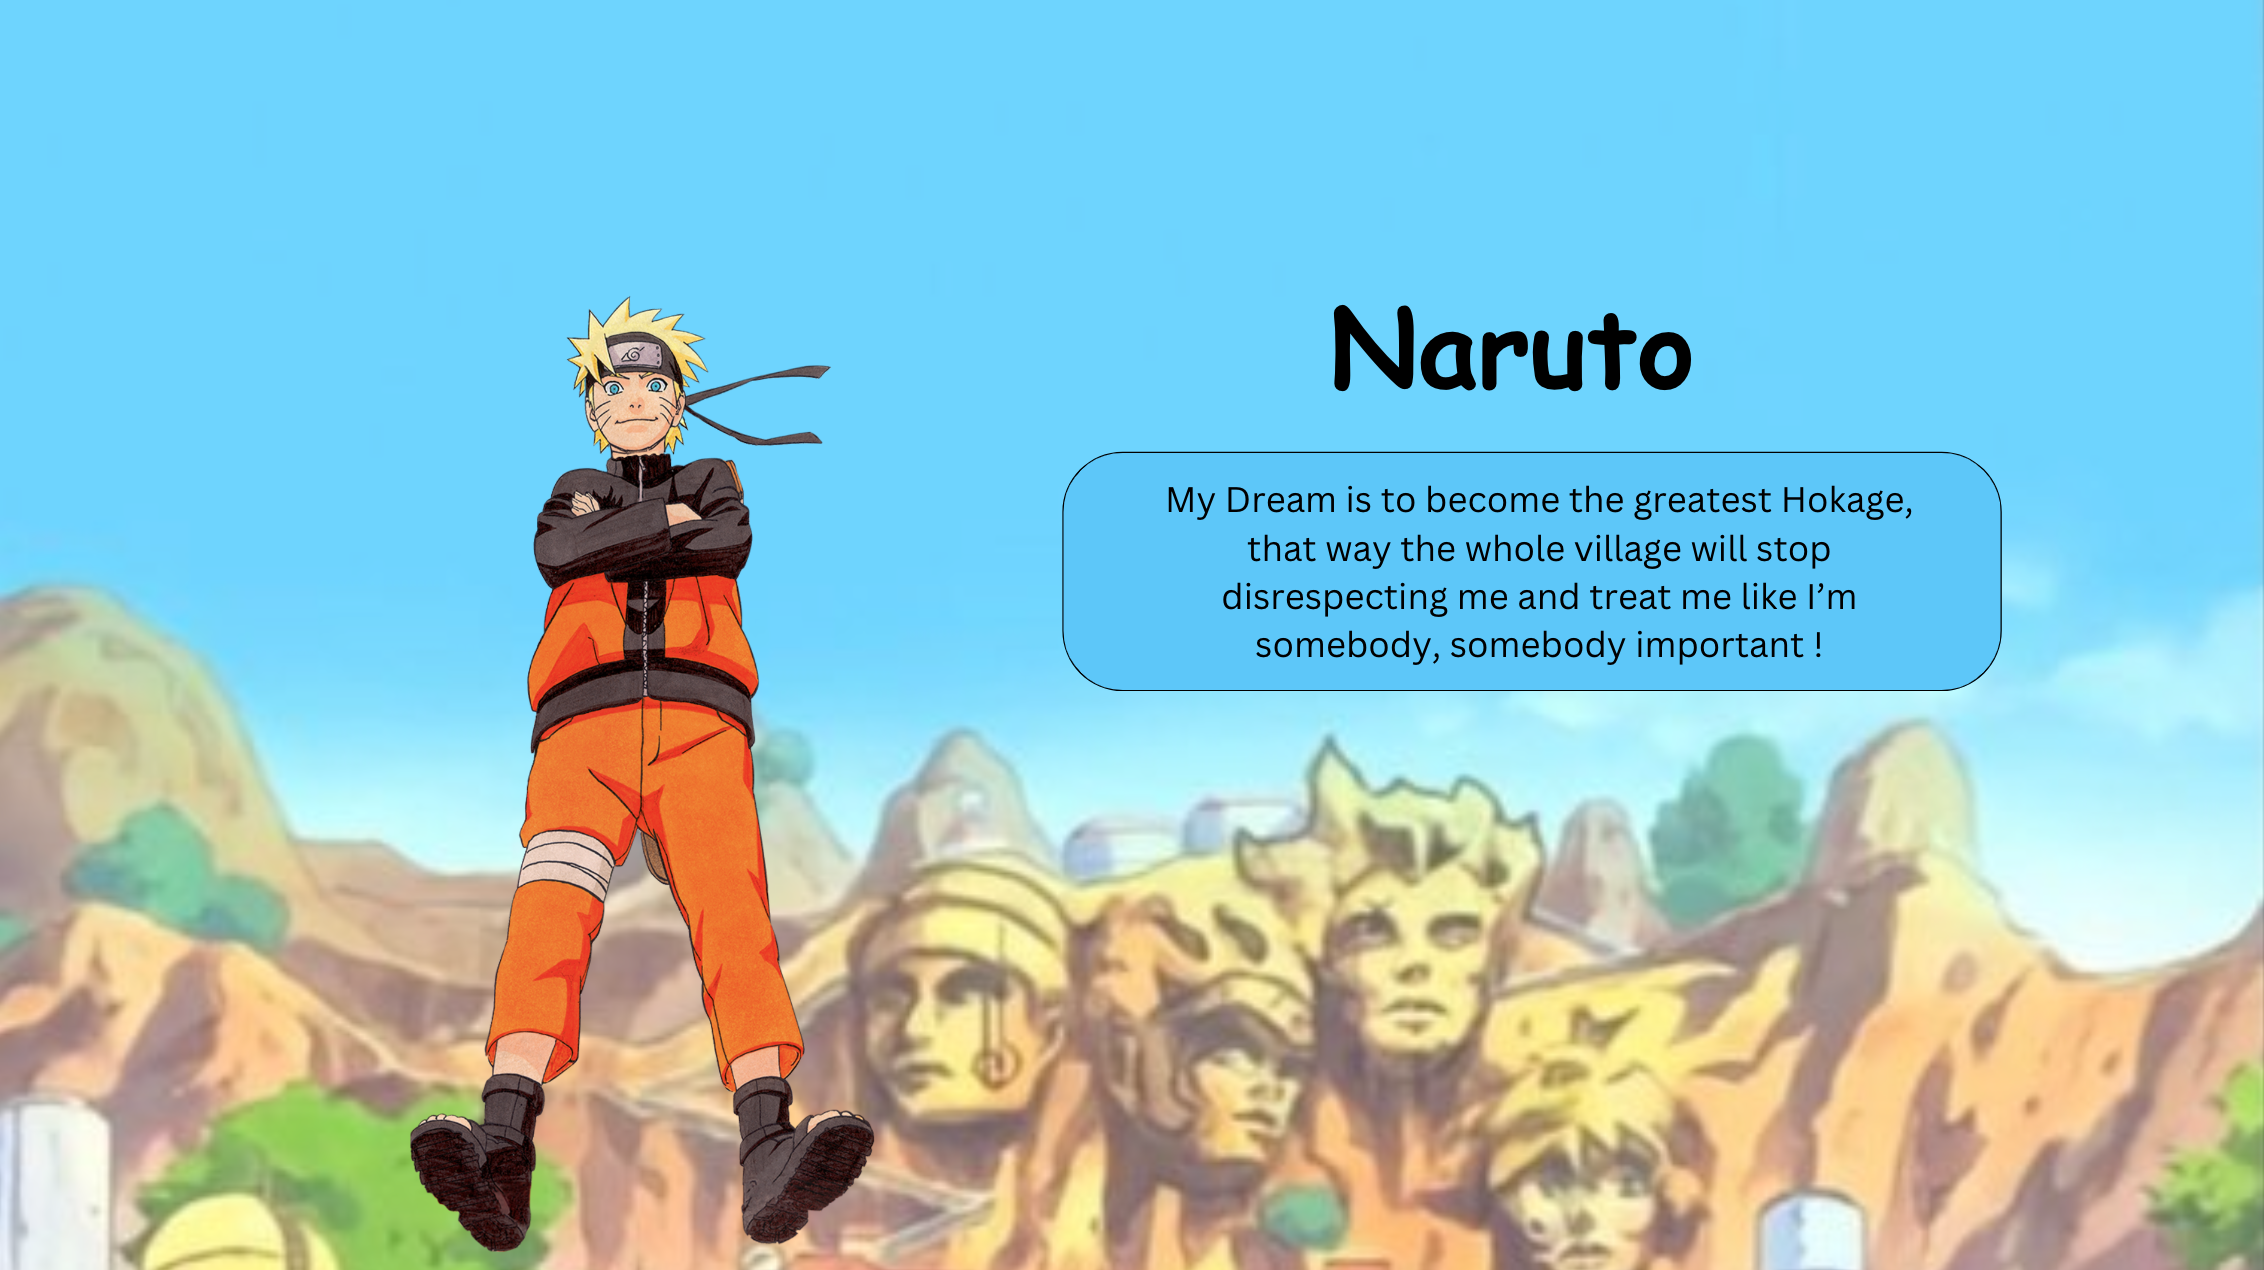 Naruto
My Dream is to become the greatest Hokage,
that way the whole village will stop
disrespecting me and treat me like I’m
somebody, somebody important !